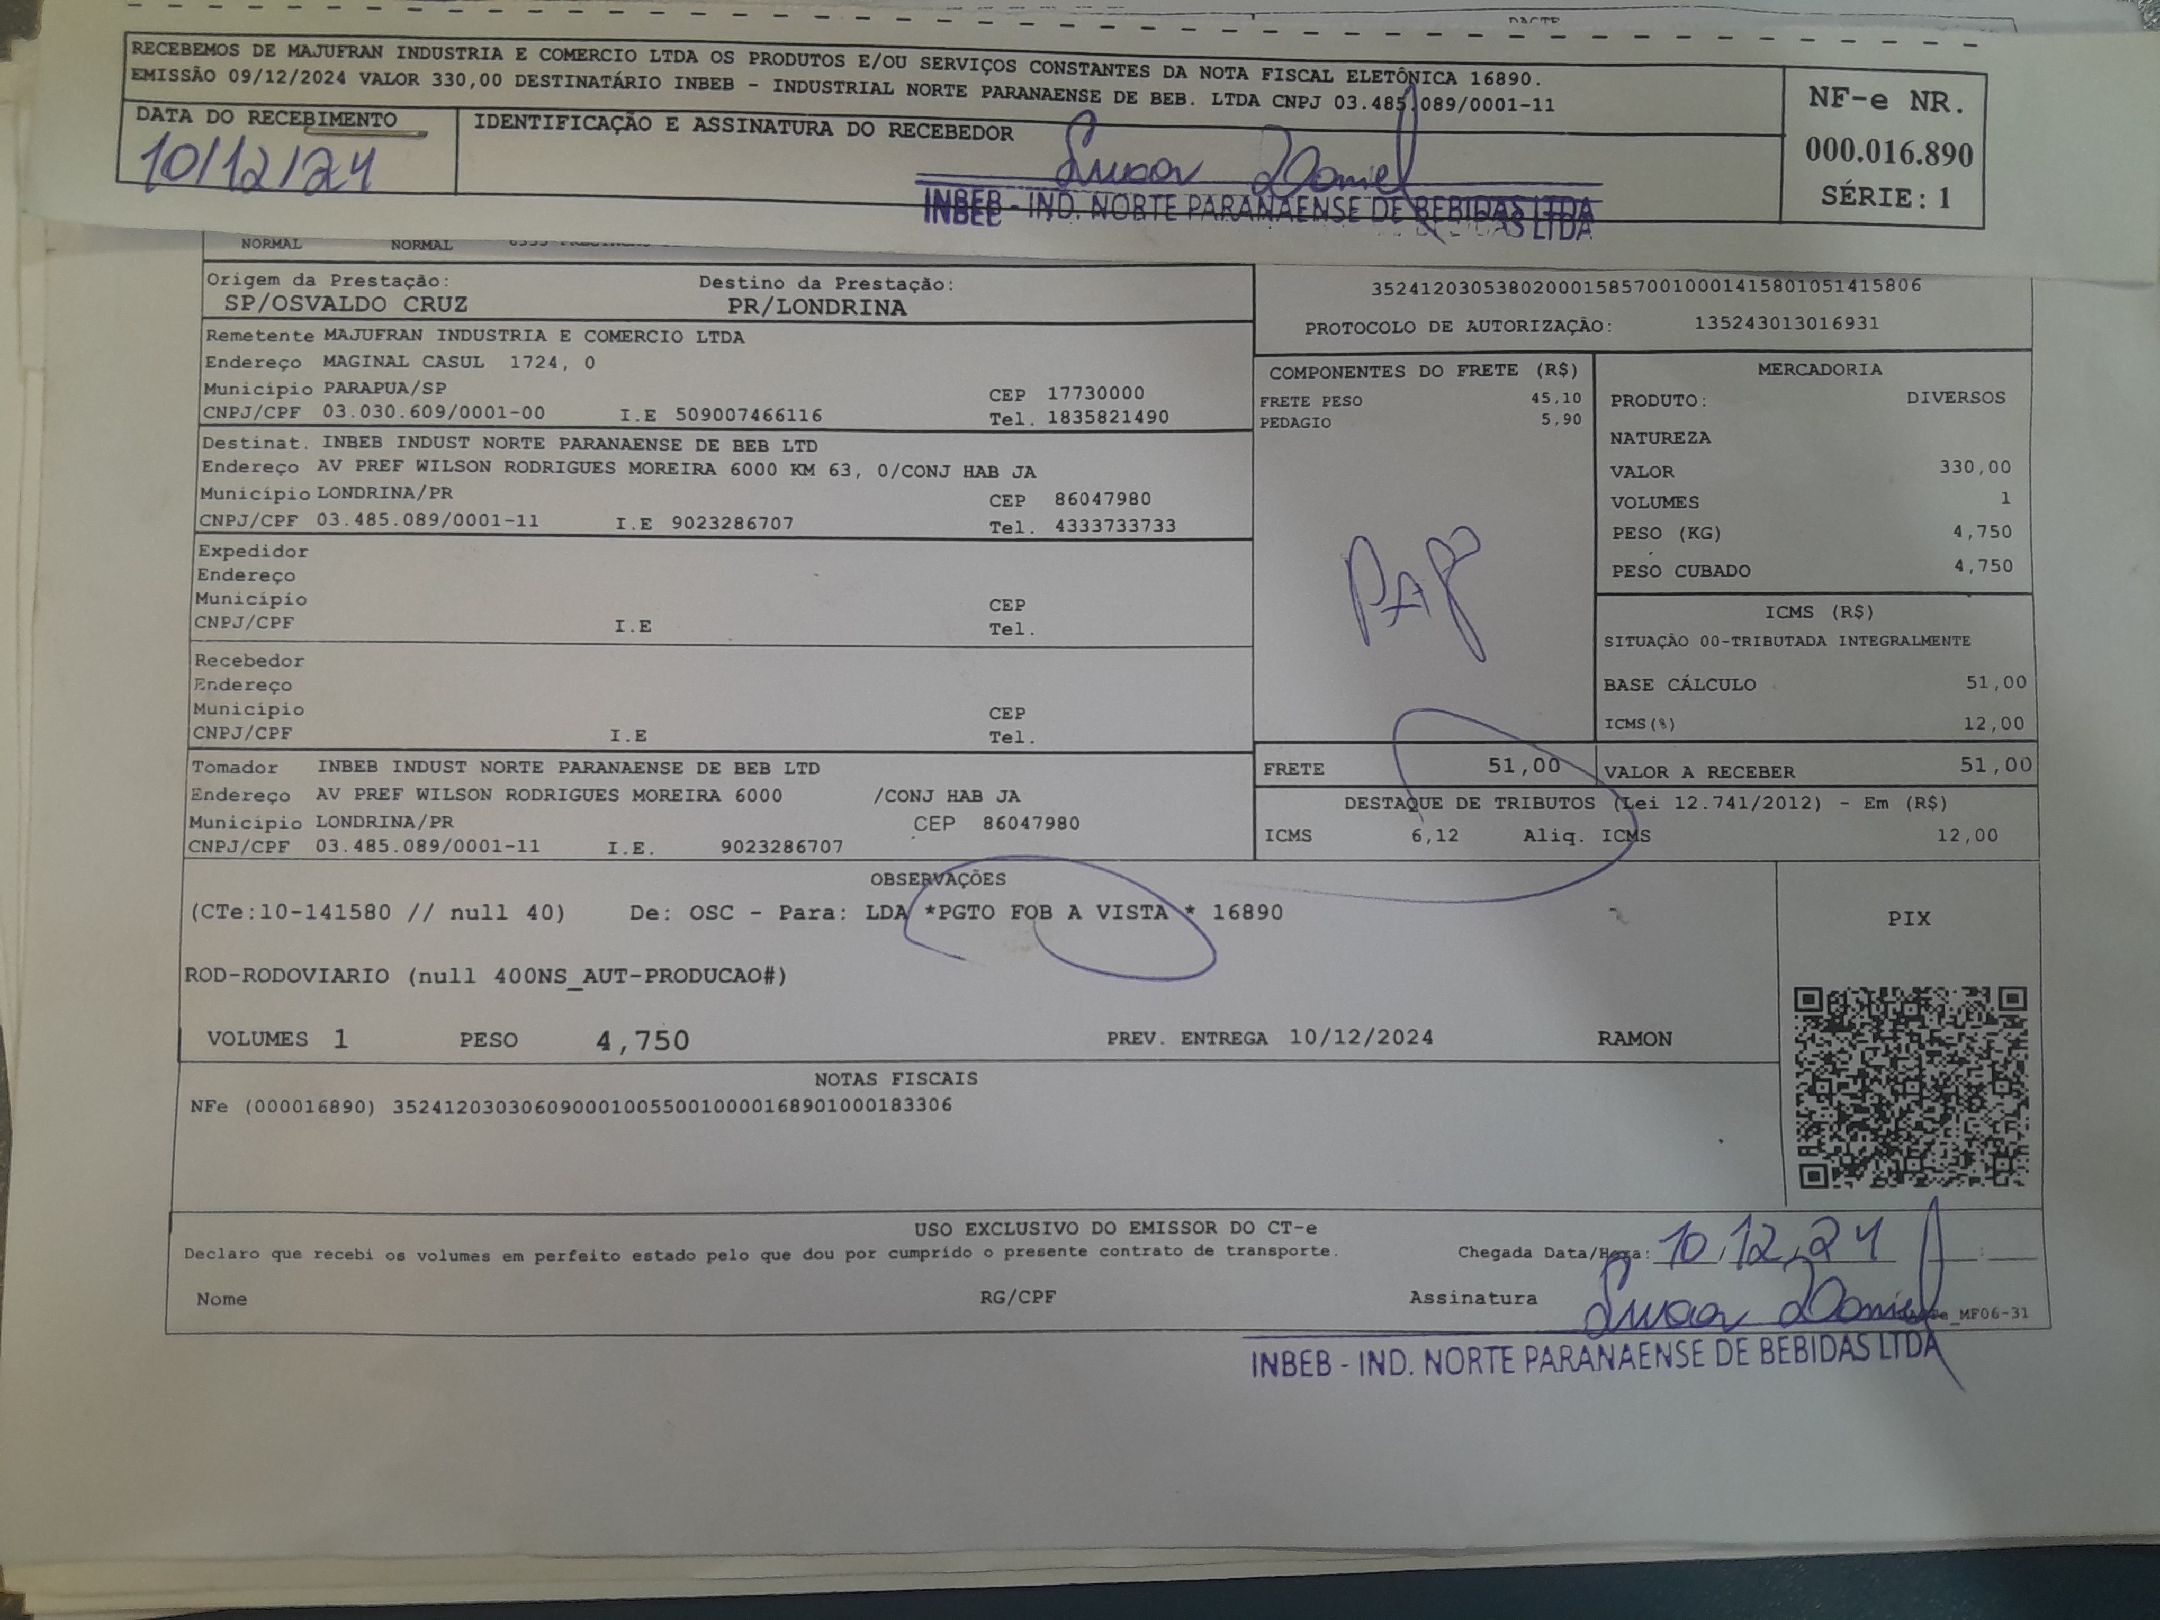 DACTE
RECEBEMOS DE MAJUFRAN INDUSTRIA E COMERCIO LTDA OS PRODUTOS E/OU SERVIÇOS CONSTANTES DA NOTA FISCAL ELETÔNICA 16890.
EMISSÃO 09/12/2024 VALOR 330,00 DESTINATÁRIO INBEB - INDUSTRIAL NORTE PARANAENSE DE BEB. LTDA CNPJ 03.485.089/0001-11
NF-e NR.
000.016.890
SÉRIE: 1
DATA DO RECEBIMENTO
10/12/24
IDENTIFICAÇÃO E ASSINATURA DO RECEBEDOR
Daniel
INBEB - IND. NORTE PARANAENSE DE BEBIDAS LTDA
NORMAL NORMAL
Origem da Prestação: Destino da Prestação:
SP/OSVALDO CRUZ PR/LONDRINA
35241203053802000158570010001415801051415806
PROTOCOLO DE AUTORIZAÇÃO: 135243013016931
Remetente MAJUFRAN INDUSTRIA E COMERCIO LTDA
Endereço MAGINAL CASUL 1724, 0
Município PARAPUA/SP CEP 17730000
CNPJ/CPF 03.030.609/0001-00 I.E 509007466116 Tel. 1835821490
Destinat. INBEB INDUST NORTE PARANAENSE DE BEB LTD
Endereço AV PREF WILSON RODRIGUES MOREIRA 6000 KM 63, 0/CONJ HAB JA
Município LONDRINA/PR CEP 86047980
CNPJ/CPF 03.485.089/0001-11 I.E 9023286707 Tel. 4333733733
Expedidor
Endereço
Município CEP
CNPJ/CPF I.E Tel.
Recebedor
Endereço
Município CEP
CNPJ/CPF I.E Tel.
Tomador INBEB INDUST NORTE PARANAENSE DE BEB LTD
Endereço AV PREF WILSON RODRIGUES MOREIRA 6000 /CONJ HAB JA
Município LONDRINA/PR CEP 86047980
CNPJ/CPF 03.485.089/0001-11 I.E. 9023286707
COMPONENTES DO FRETE (R$)
FRETE PESO 45,10
PEDAGIO 5,90
PAGO
MERCADORIA
PRODUTO: DIVERSOS
NATUREZA
VALOR 330,00
VOLUMES 1
PESO (KG) 4,750
PESO CUBADO 4,750
ICMS (R$)
SITUAÇÃO 00-TRIBUTADA INTEGRALMENTE
BASE CÁLCULO 51,00
ICMS(%) 12,00
FRETE 51,00 VALOR A RECEBER 51,00
DESTAQUE DE TRIBUTOS (Lei 12.741/2012) - Em (R$)
ICMS 6,12 Aliq. ICMS 12,00
OBSERVAÇÕES
(CTe:10-141580 // null 40) De: OSC - Para: LDA *PGTO FOB A VISTA * 16890
ROD-RODOVIARIO (null 400NS_AUT-PRODUCAO#)
VOLUMES 1 PESO 4,750 PREV. ENTREGA 10/12/2024 RAMON
PIX
NOTAS FISCAIS
NFe (000016890) 35241203030609000100550010000168901000183306
USO EXCLUSIVO DO EMISSOR DO CT-e
Declaro que recebi os volumes em perfeito estado pelo que dou por cumprido o presente contrato de transporte. Chegada Data/Hora: 10/12/24 :
Nome RG/CPF Assinatura Daniel
_MF06-31
INBEB - IND. NORTE PARANAENSE DE BEBIDAS LTDA